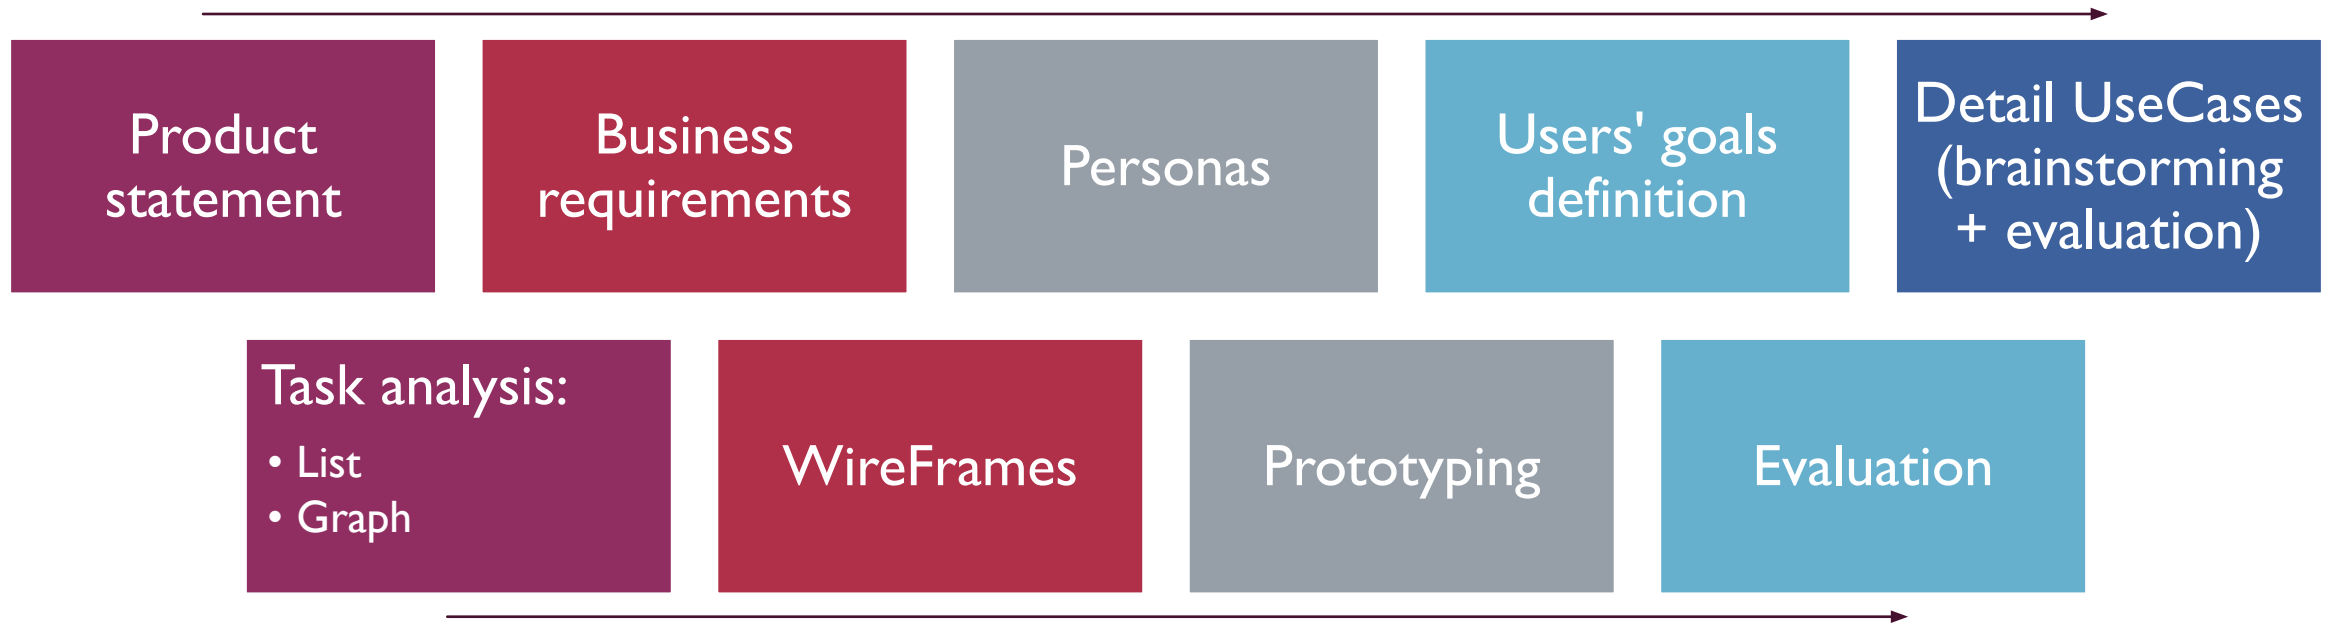 Product
statement
Business
requirements
Personas
Users' goals
definition
Detail UseCases
(brainstorming
+ evaluation)
Task analysis:
• List
• Graph
WireFrames
Prototyping
Evaluation